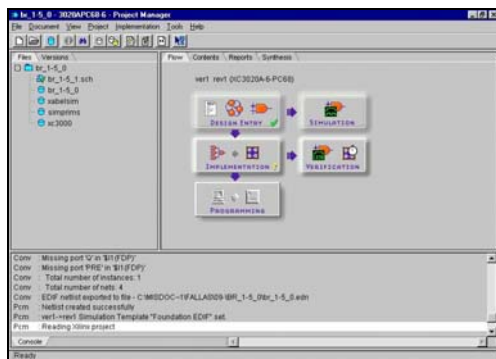 br_1-5_0 - 3020APC68-6 - Project Manager
File Document View Project Implementation Tools Help
Files Versions
Flow Contents Reports Synthesis
br_1-5_0
br_1-5_1.sch
br_1-5_0
xabelsim
simprims
xc3000
ver1 rev1 (XC3020A-6-PC68)
DESIGN ENTRY
SIMULATION
IMPLEMENTATION
VERIFICATION
PROGRAMMING
Conv : Missing port 'Q' in '$I1(FDP)'
Conv : Missing port 'PRE' in '$I1(FDP)'
Conv : Total number of instances: 1
Conv : Total number of nets: 4
Conv : EDIF netlist exported to file - C:\MISDOC~1\FALLAS\09-\BR_1-5_0\br_1-5_0.edn
Pcm : Netlist created successfully
Pcm : ver1->rev1 Simulation Template "Foundation EDIF" set.
Pcm : Reading Xilinx project
Console
Ready